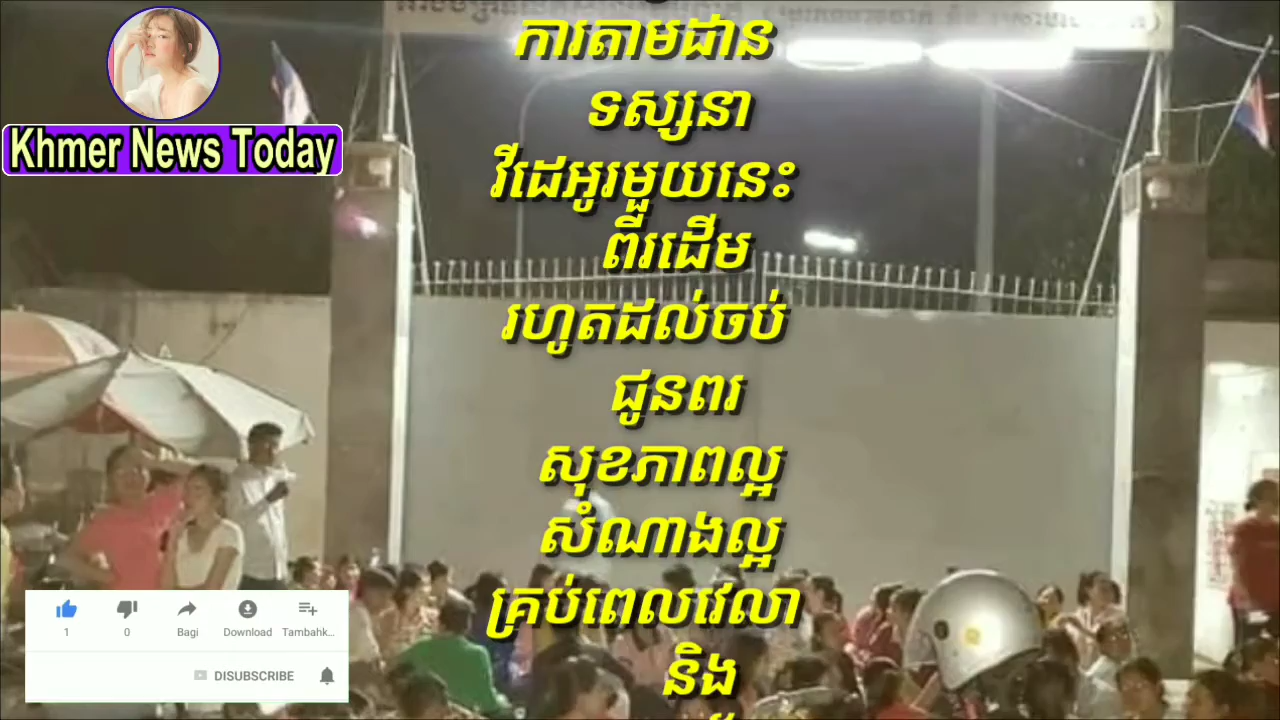 ការតាមដាន
ទស្សនា
វីដេអូរមួយនេះ
ពីរដើម
រហូតដល់ចប់
ជូនពរ
សុខភាពល្អ
សំណាងល្អ
គ្រប់ពេលវេលា
និង
Khmer News Today
1
0
Bagi
Download
Tambahk...
DISUBSCRIBE